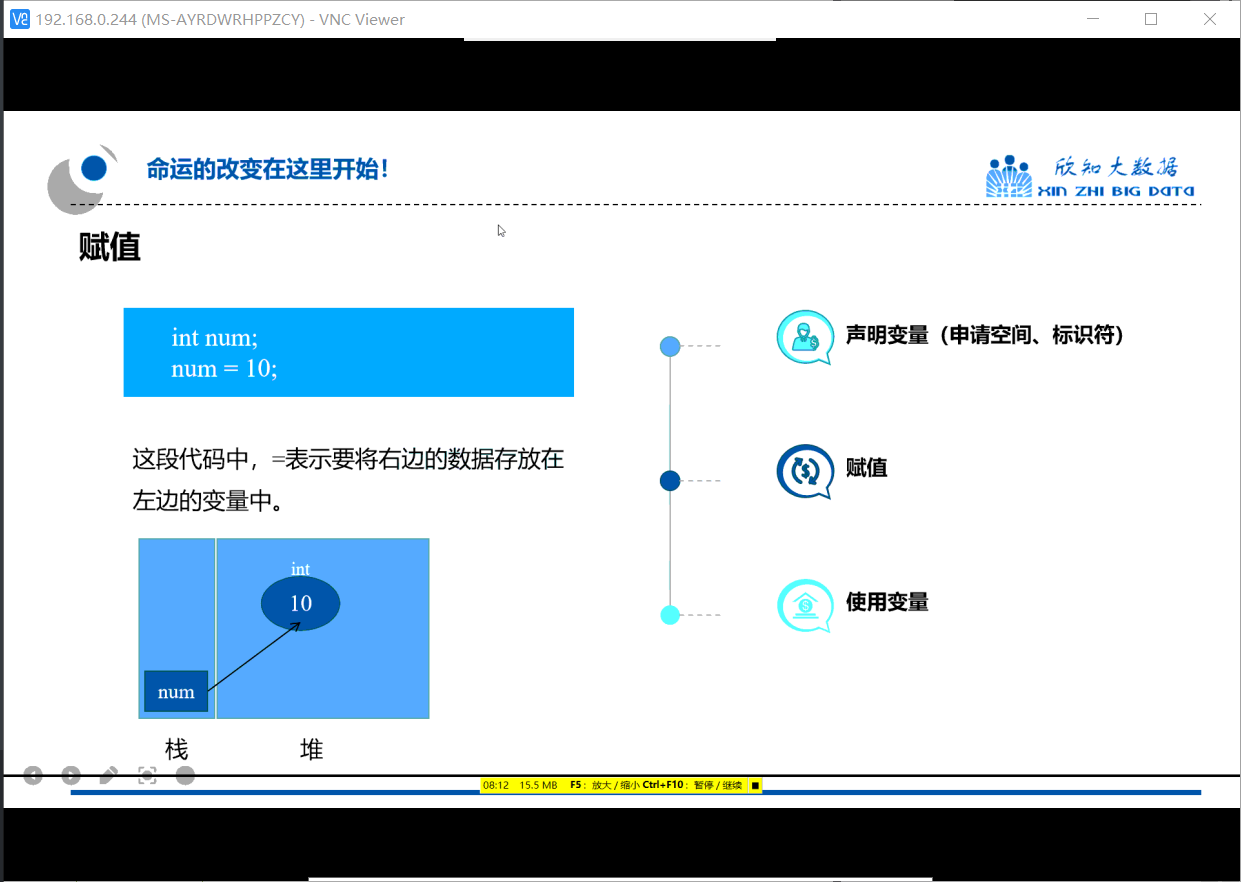 192.168.0.244 (MS-AYRDWRHPPZCY) - VNC Viewer
命运的改变在这里开始！
欣知大数据
XIN ZHI BIG DATA
赋值
int num;
num = 10;
声明变量（申请空间、标识符）
这段代码中，=表示要将右边的数据存放在
左边的变量中。
赋值
int
10
使用变量
num
栈 堆
08:12 15.5 MB F5：放大 / 缩小 Ctrl+F10：暂停 / 继续